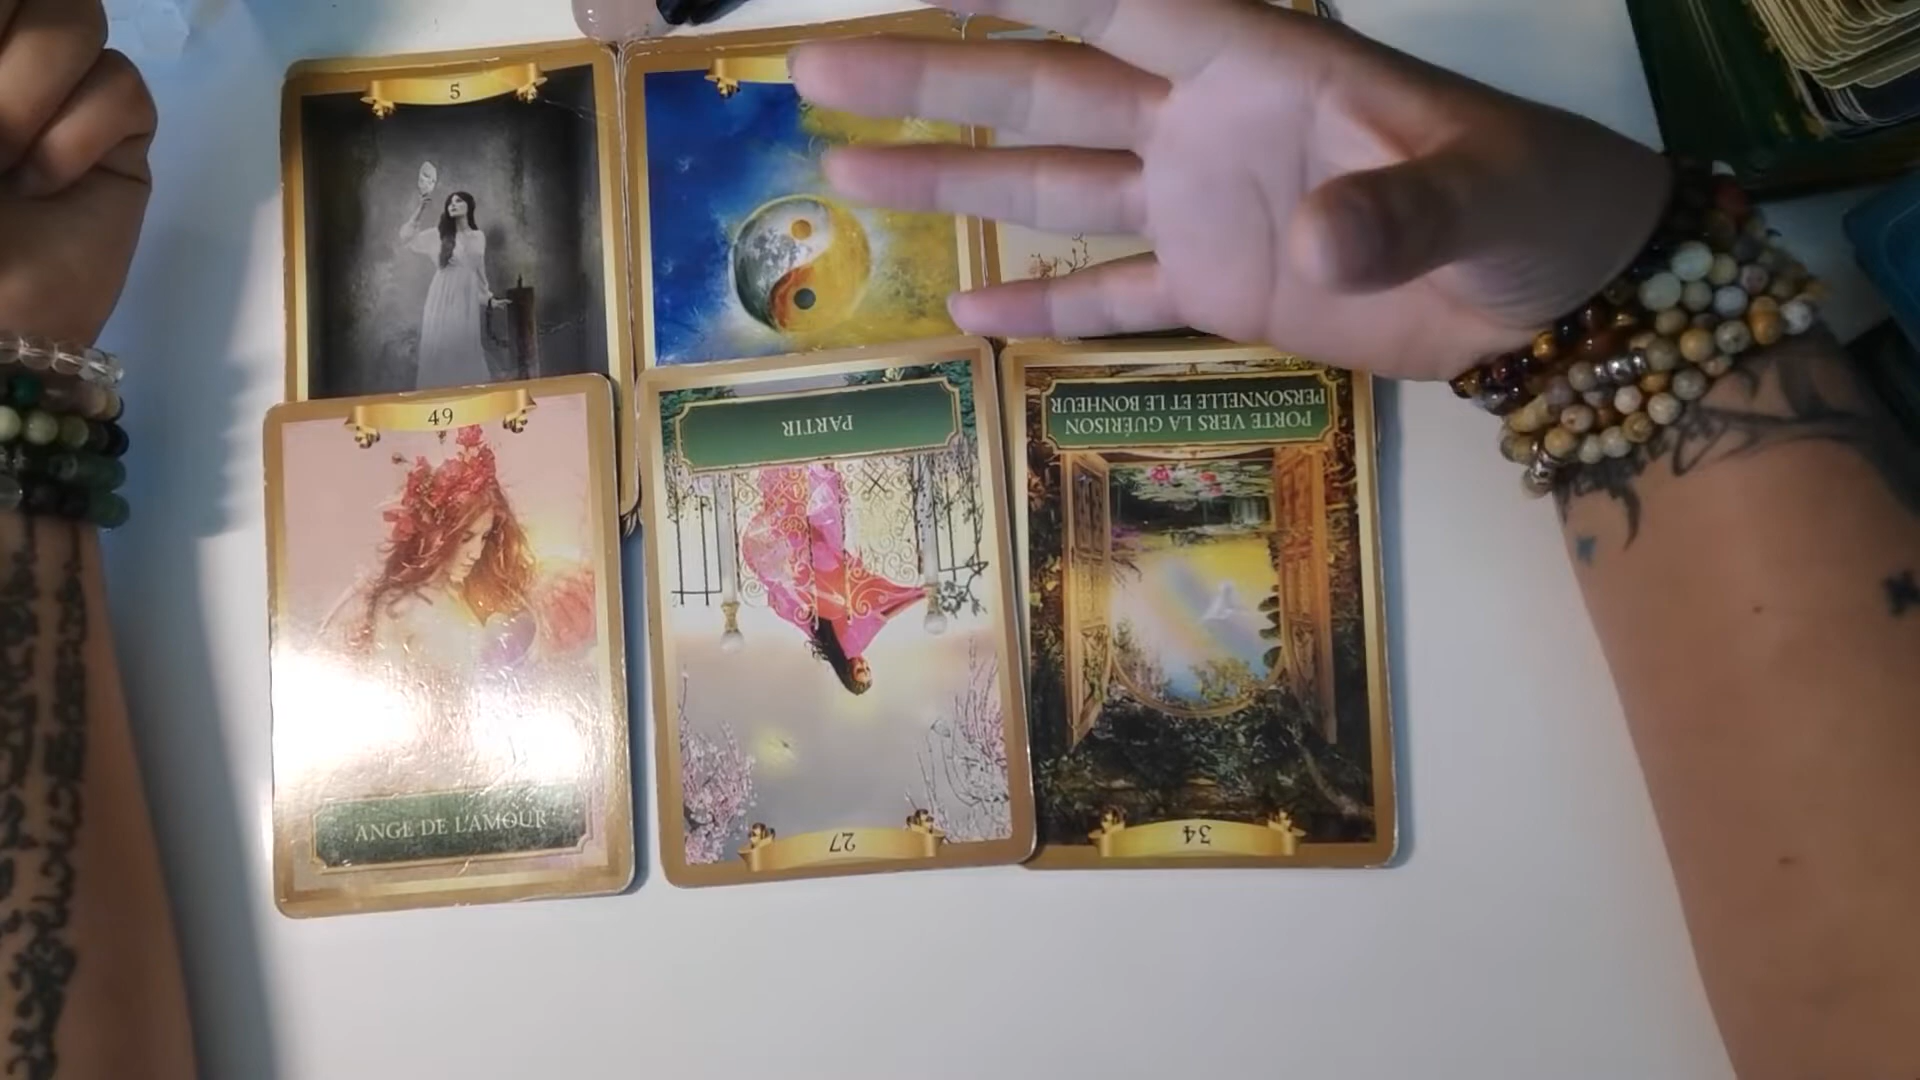 5
49
ANGE DE L'AMOUR
PARTIR
27
PORTE VERS LA GUÉRISON
PERSONNELLE ET LE BONHEUR
34